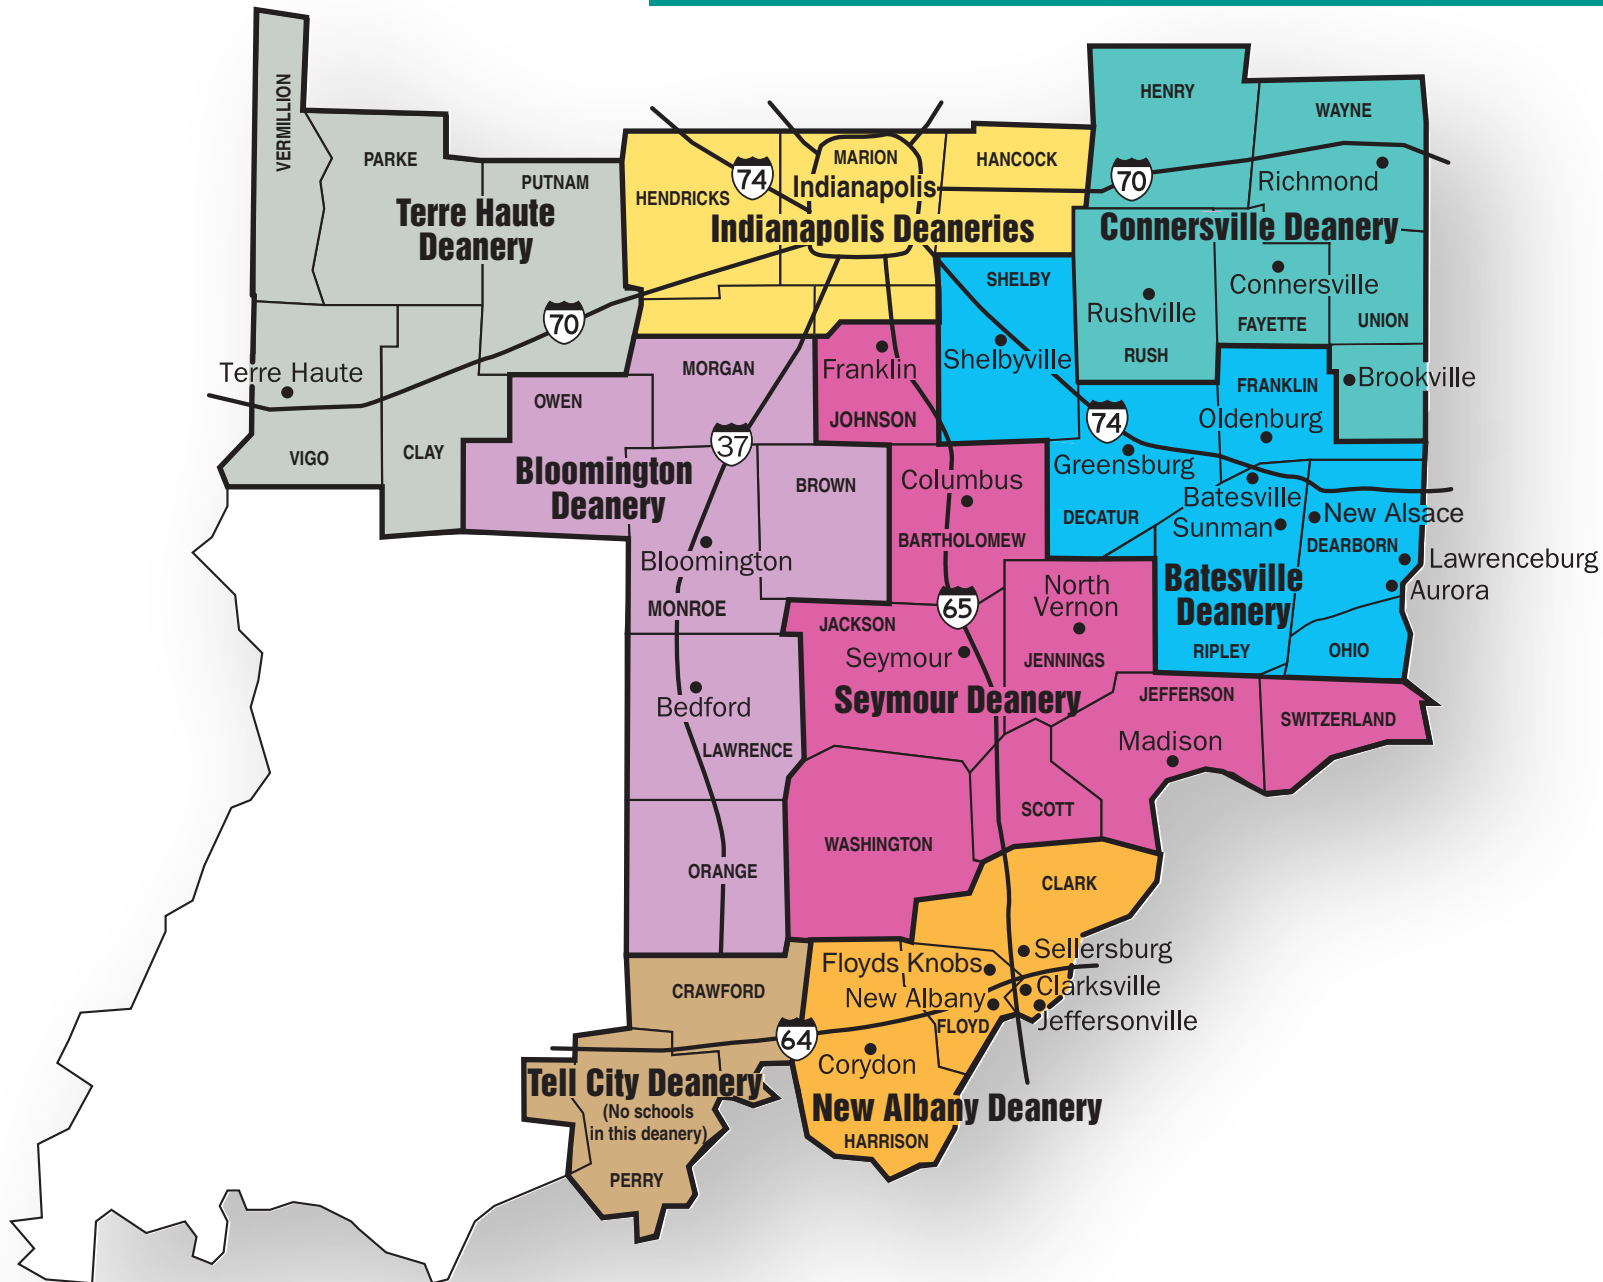 VERMILLION
PARKE
PUTNAM
Terre Haute
Deanery
70
Terre Haute
VIGO
CLAY
HENDRICKS
74
MARION
Indianapolis
HANCOCK
Indianapolis Deaneries
HENRY
WAYNE
70
Richmond
Connersville Deanery
Connersville
Rushville
FAYETTE
UNION
RUSH
Brookville
SHELBY
Shelbyville
FRANKLIN
Oldenburg
74
Greensburg
Batesville
Sunman
New Alsace
DECATUR
DEARBORN
Lawrenceburg
Aurora
Batesville
Deanery
RIPLEY
OHIO
MORGAN
OWEN
37
Bloomington
Deanery
BROWN
Bloomington
MONROE
Bedford
LAWRENCE
ORANGE
Franklin
JOHNSON
Columbus
BARTHOLOMEW
65
North
Vernon
JACKSON
Seymour
JENNINGS
Seymour Deanery
JEFFERSON
SWITZERLAND
Madison
SCOTT
WASHINGTON
CLARK
Sellersburg
Floyds Knobs
Clarksville
New Albany
Jeffersonville
FLOYD
64
Corydon
New Albany Deanery
HARRISON
CRAWFORD
Tell City Deanery
(No schools
in this deanery)
PERRY